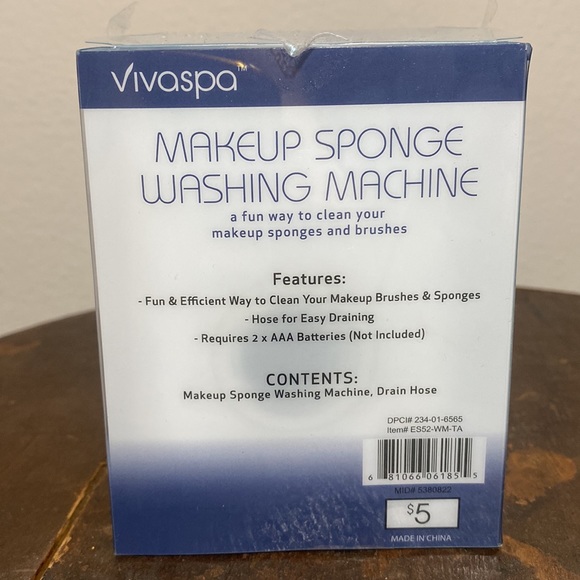 Vivaspa™
MAKEUP SPONGE
WASHING MACHINE
a fun way to clean your
makeup sponges and brushes
Features:
- Fun & Efficient Way to Clean Your Makeup Brushes & Sponges
- Hose for Easy Draining
- Requires 2 x AAA Batteries (Not Included)
CONTENTS:
Makeup Sponge Washing Machine, Drain Hose
DPCI# 234-01-6565
Item# ES52-WM-TA
6 81066 06185 5
MID# 5380822
$5
MADE IN CHINA